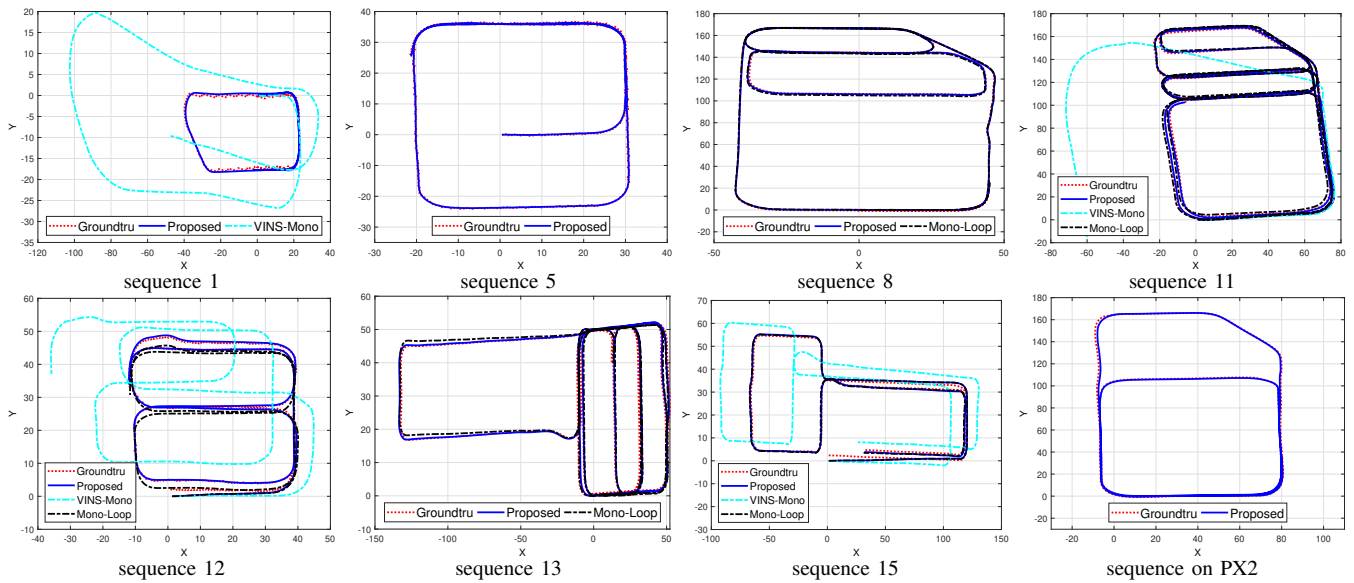 20
15
10
5
0
-5
-10
-15
-20
-25
-30
-35
Y
Groundtru Proposed VINS-Mono
-120 -100 -80 -60 -40 -20 0 20 40 60
X
sequence 1
40
30
20
10
0
-10
-20
-30
Y
Groundtru Proposed
-30 -20 -10 0 10 20 30 40
X
sequence 5
180
160
140
120
100
80
60
40
20
0
-20
Y
Groundtru Proposed Mono-Loop
-50 0 50
X
sequence 8
180
160
140
120
100
80
60
40
20
0
-20
Y
Groundtru
Proposed
VINS-Mono
Mono-Loop
-80 -60 -40 -20 0 20 40 60 80
X
sequence 11
60
50
40
30
20
10
0
-10
Y
Groundtru
Proposed
VINS-Mono
Mono-Loop
-40 -30 -20 -10 0 10 20 30 40 50
X
sequence 12
60
50
40
30
20
10
0
-10
Y
Groundtru Proposed Mono-Loop
-150 -100 -50 0 50
X
sequence 13
70
60
50
40
30
20
10
0
-10
-20
-30
Y
Groundtru
Proposed
VINS-Mono
Mono-Loop
-100 -50 0 50 100 150
X
sequence 15
180
160
140
120
100
80
60
40
20
0
-20
Y
Groundtru Proposed
-20 0 20 40 60 80 100
X
sequence on PX2